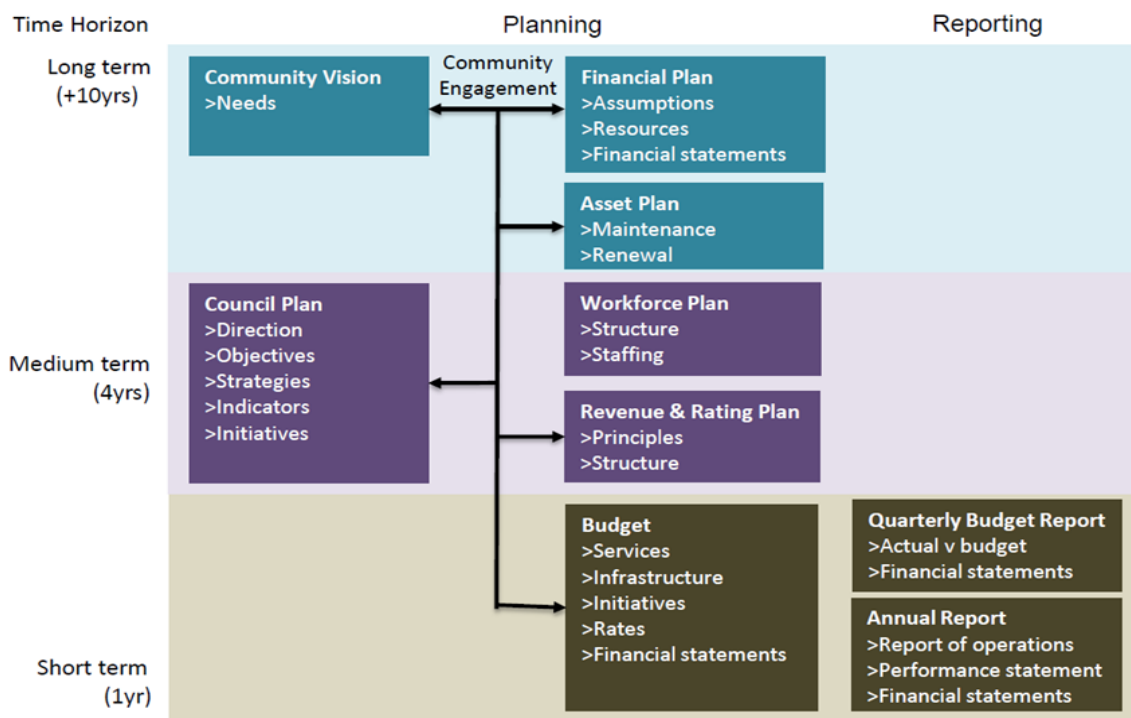 Time Horizon
Planning
Reporting
Long term
(+10yrs)
Community Vision
>Needs
Community
Engagement
Financial Plan
>Assumptions
>Resources
>Financial statements
Asset Plan
>Maintenance
>Renewal
Medium term
(4yrs)
Council Plan
>Direction
>Objectives
>Strategies
>Indicators
>Initiatives
Workforce Plan
>Structure
>Staffing
Revenue & Rating Plan
>Principles
>Structure
Short term
(1yr)
Budget
>Services
>Infrastructure
>Initiatives
>Rates
>Financial statements
Quarterly Budget Report
>Actual v budget
>Financial statements
Annual Report
>Report of operations
>Performance statement
>Financial statements